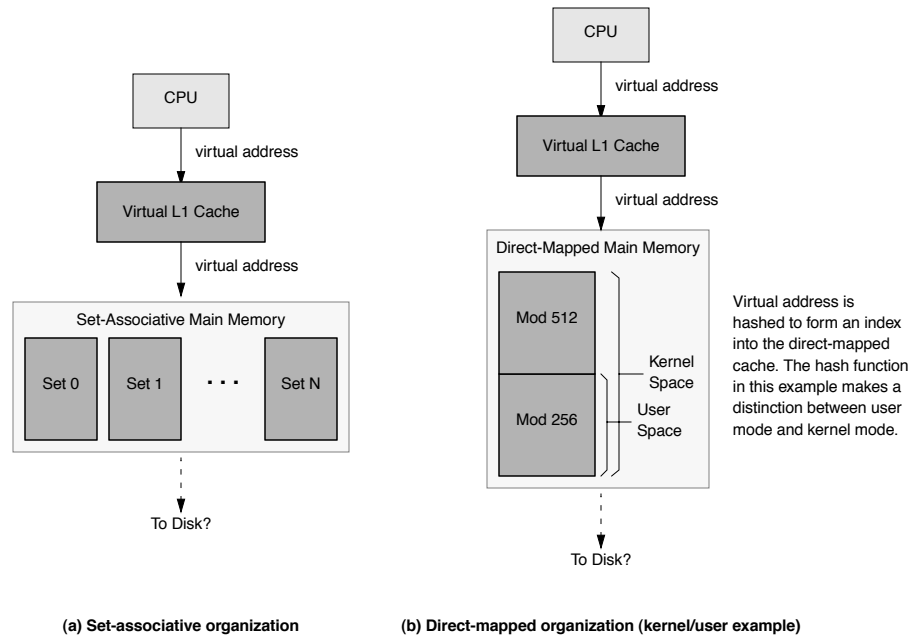 CPU
virtual address
Virtual L1 Cache
virtual address
Set-Associative Main Memory
Set 0
Set 1
. . .
Set N
To Disk?
(a) Set-associative organization
CPU
virtual address
Virtual L1 Cache
virtual address
Direct-Mapped Main Memory
Mod 512
Mod 256
Kernel
Space
User
Space
To Disk?
Virtual address is
hashed to form an index
into the direct-mapped
cache. The hash function
in this example makes a
distinction between user
mode and kernel mode.
(b) Direct-mapped organization (kernel/user example)